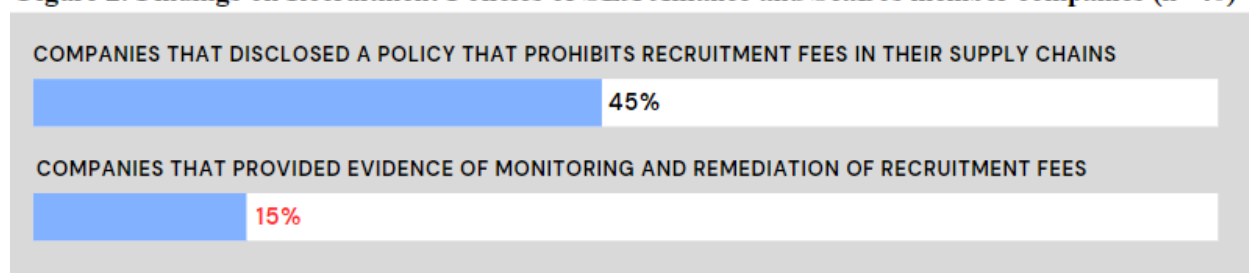 COMPANIES THAT DISCLOSED A POLICY THAT PROHIBITS RECRUITMENT FEES IN THEIR SUPPLY CHAINS
45%
COMPANIES THAT PROVIDED EVIDENCE OF MONITORING AND REMEDIATION OF RECRUITMENT FEES
15%